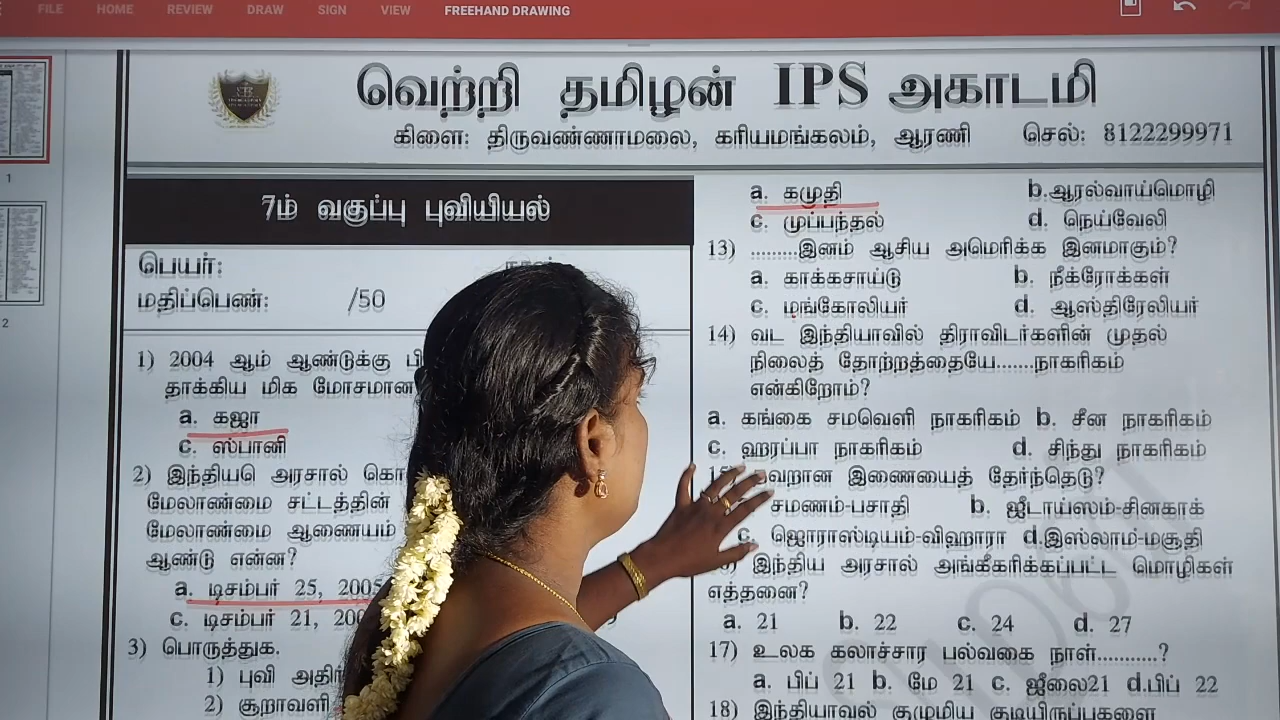 FILE HOME REVIEW DRAW SIGN VIEW FREEHAND DRAWING
வெற்றி தமிழன் IPS அகாடமி
கிளை: திருவண்ணாமலை, கரியமங்கலம், ஆரணி செல்: 8122299971
7ம் வகுப்பு புவியியல்
பெயர்:
மதிப்பெண்: /50
1) 2004 ஆம் ஆண்டுக்கு
தாக்கிய மிக மோசமான
a. கஜா
c. ஸ்பானி
2) இந்தியெ அரசால்
மேலாண்மை சட்டத்தின்
மேலாண்மை ஆணையம்
ஆண்டு என்ன?
a. டிசம்பர் 25, 2005
c. டிசம்பர் 21,
3) பொருத்துக.
1) புவி
2) சூறாவளி
a. கமுதி b.ஆரல்வாய்மொழி
c. முப்பந்தல் d. நெய்வேலி
13) .........இனம் ஆசிய அமெரிக்க இனமாகும்?
a. காக்கசாய்டு b. நீக்ரோக்கள்
c. மங்கோலியர் d. ஆஸ்திரேலியர்
14) வட இந்தியாவில் திராவிடர்களின் முதல்
நிலைத் தோற்றத்தையே.......நாகரிகம்
என்கிறோம்?
a. கங்கை சமவெளி நாகரிகம் b. சீன நாகரிகம்
c. ஹரப்பா நாகரிகம் d. சிந்து நாகரிகம்
இணையைத் தேர்ந்தெடு?
சமணம்-பசாதி b. ஜீடாய்ஸம்-சினகாக்
c. ஜொராஸ்டியம்-விஹாரா d.இஸ்லாம்-மசூதி
இந்திய அரசால் அங்கீகரிக்கப்பட்ட மொழிகள்
எத்தனை?
a. 21 b. 22 c. 24 d. 27
17) உலக கலாச்சார பல்வகை நாள்...........?
a. பிப் 21 b. மே 21 c. ஜீலை21 d.பிப் 22
18) இந்தியாவல் குழுமிய குடியிருப்புகளை
1
2